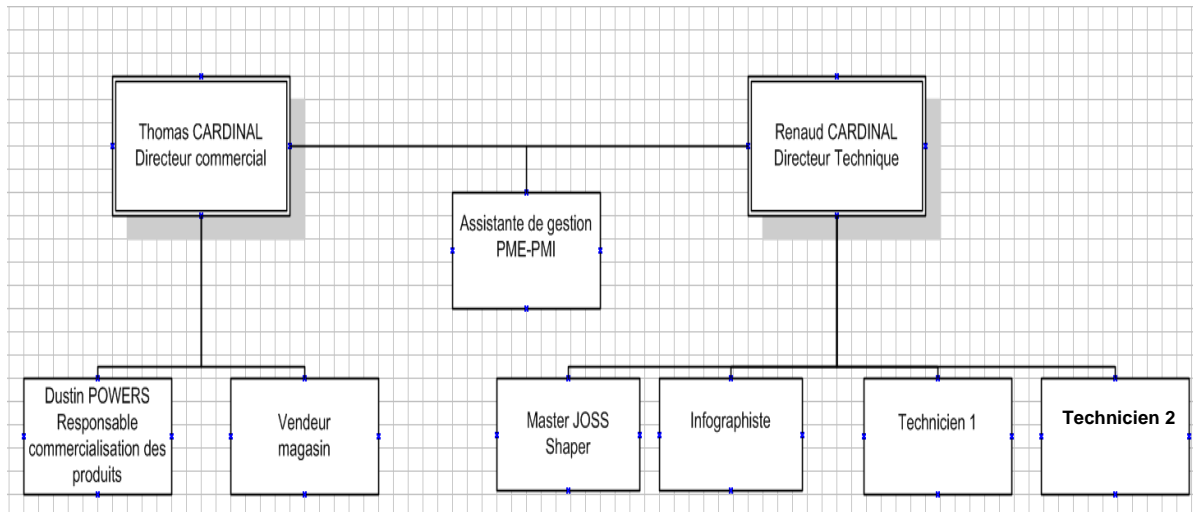 Thomas CARDINAL
Directeur commercial
Renaud CARDINAL
Directeur Technique
Assistante de gestion
PME-PMI
Dustin POWERS
Responsable
commercialisation des
produits
Vendeur
magasin
Master JOSS
Shaper
Infographiste
Technicien 1
Technicien 2